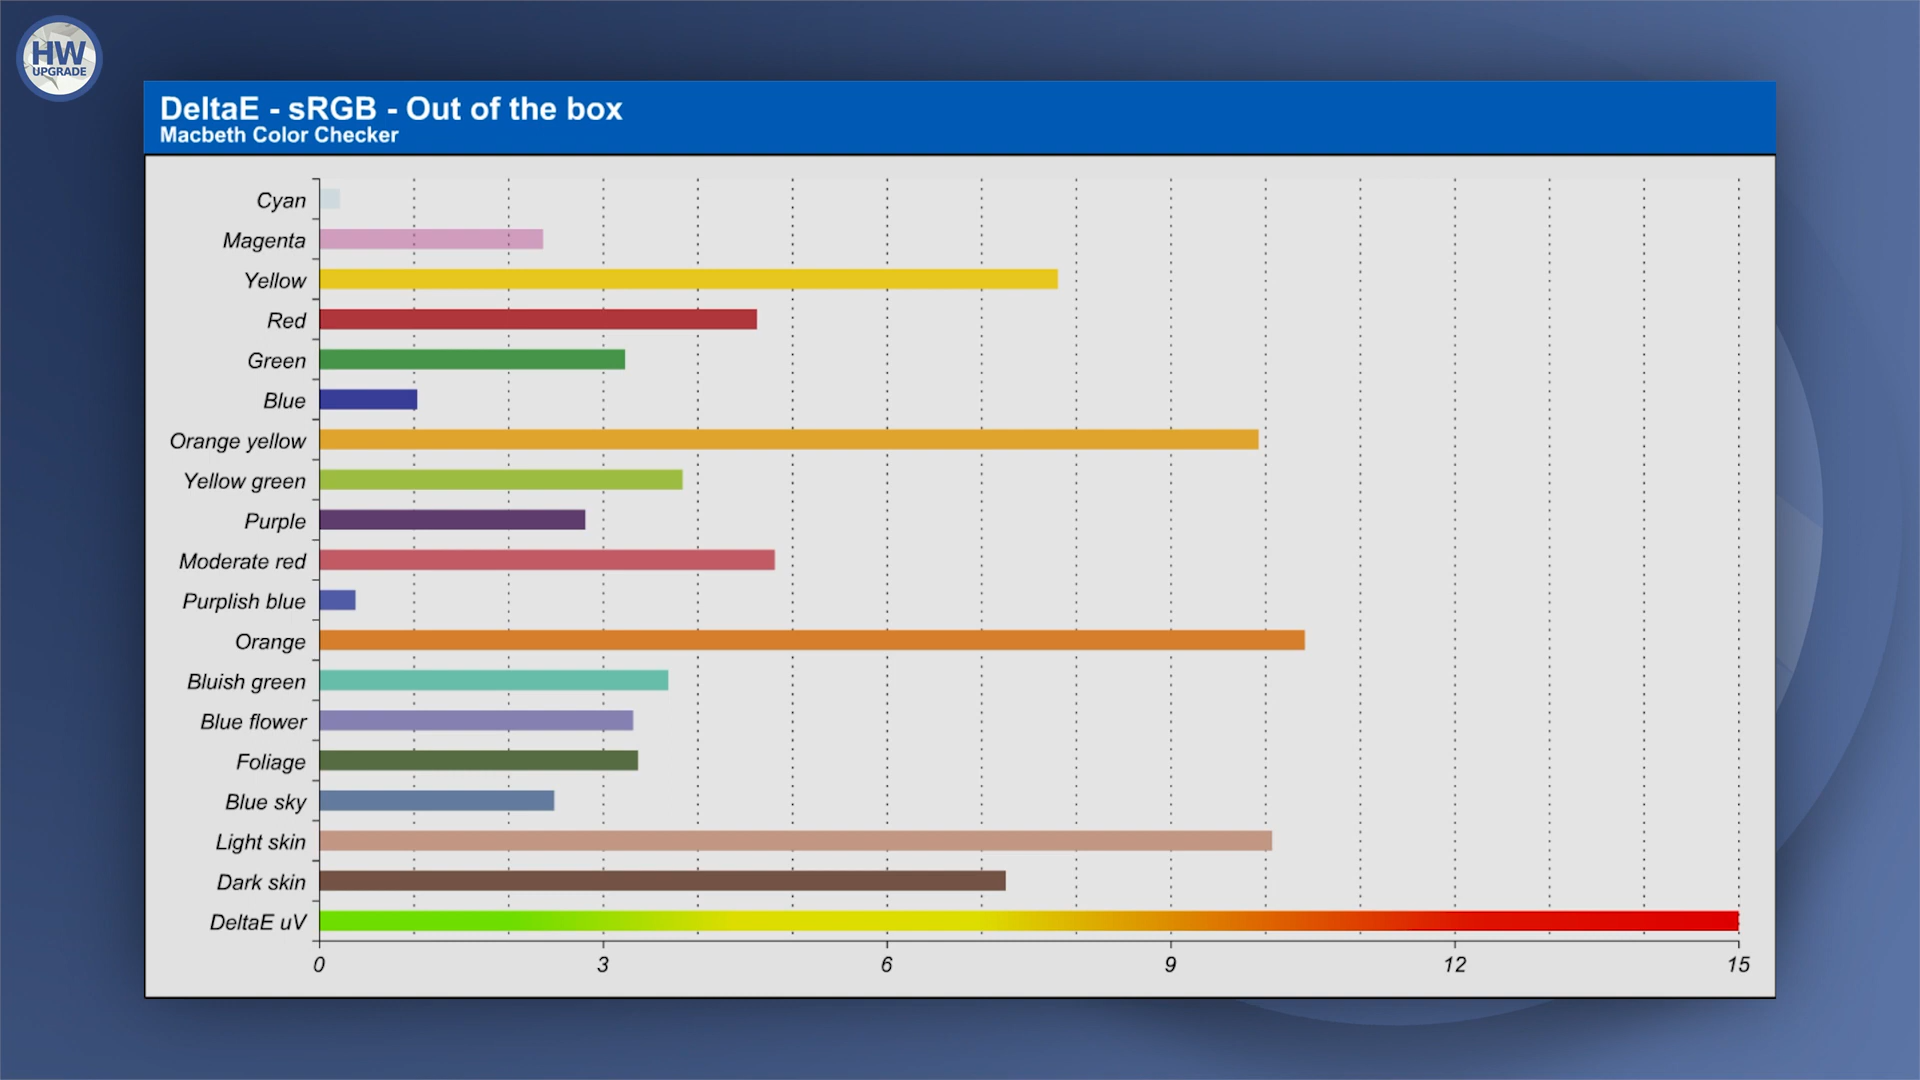 HW
UPGRADE
DeltaE - sRGB - Out of the box
Macbeth Color Checker
Cyan
Magenta
Yellow
Red
Green
Blue
Orange yellow
Yellow green
Purple
Moderate red
Purplish blue
Orange
Bluish green
Blue flower
Foliage
Blue sky
Light skin
Dark skin
DeltaE uV
0 3 6 9 12 15